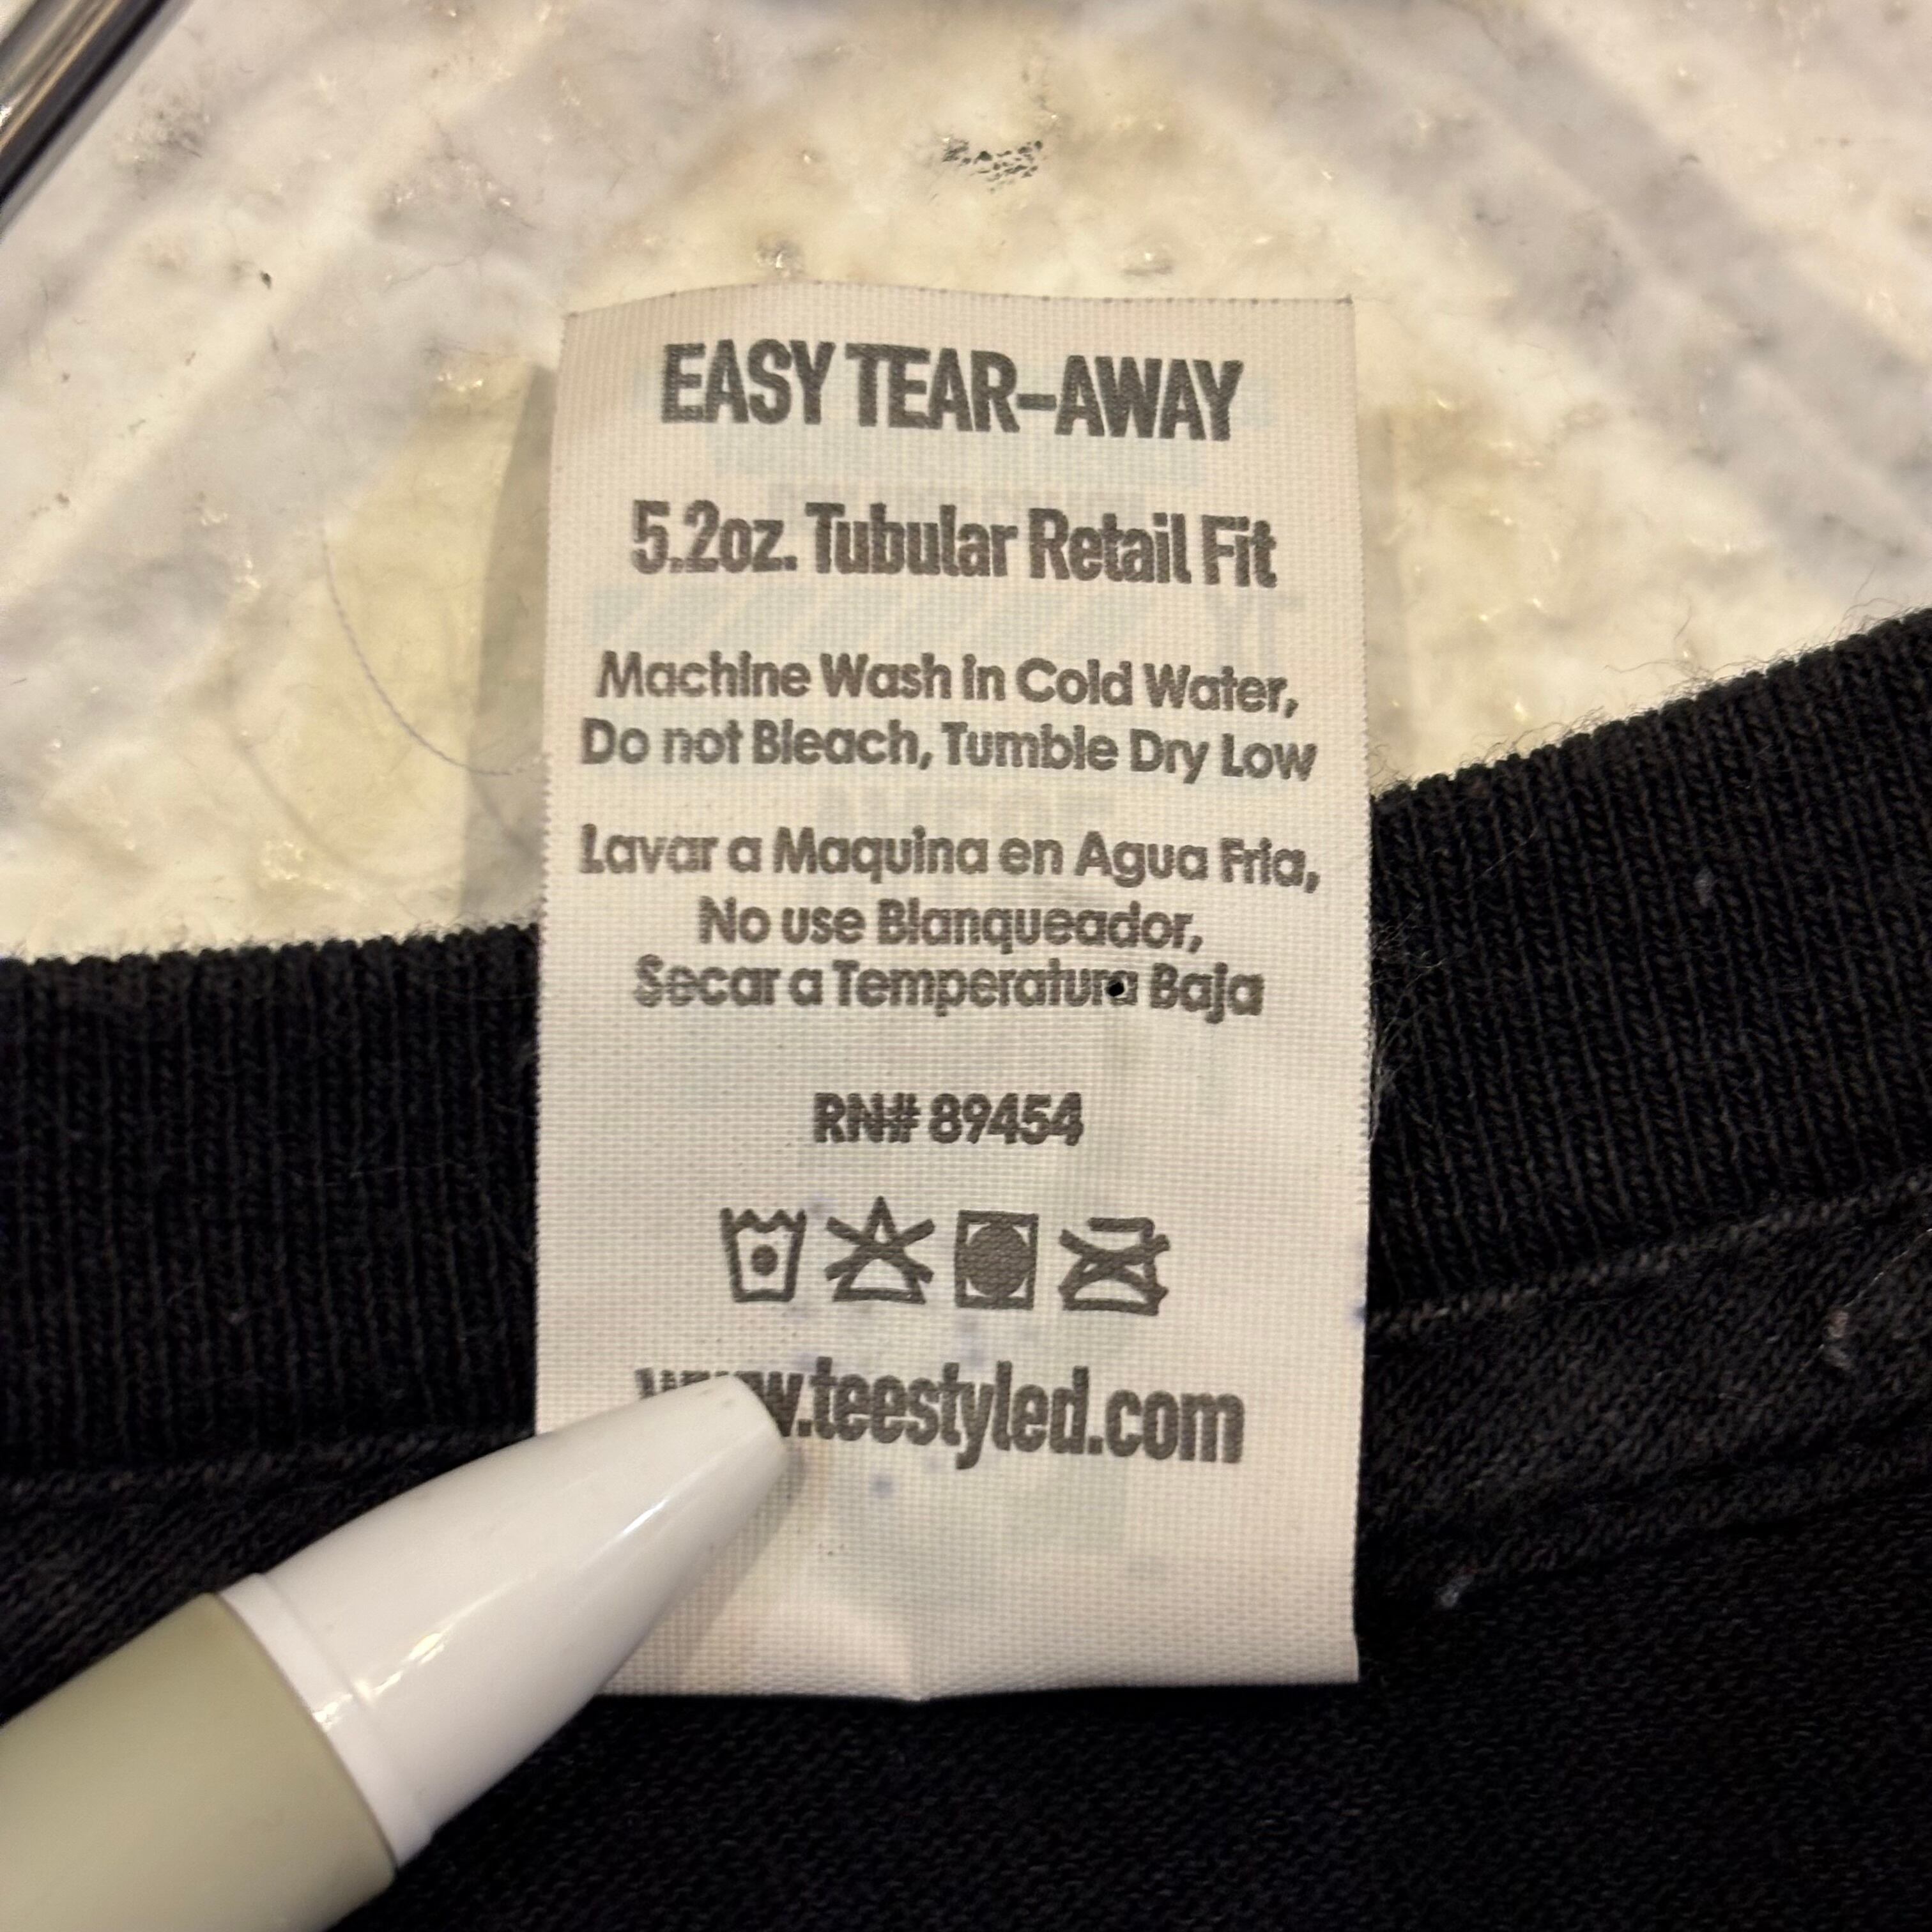 EASY TEAR-AWAY
5.2oz. Tubular Retail Fit
Machine Wash in Cold Water,
Do not Bleach, Tumble Dry Low
Lavar a Maquina en Agua Fria,
No use Blanqueador,
Secar a Temperatura Baja
RN# 89454
www.teestyled.com